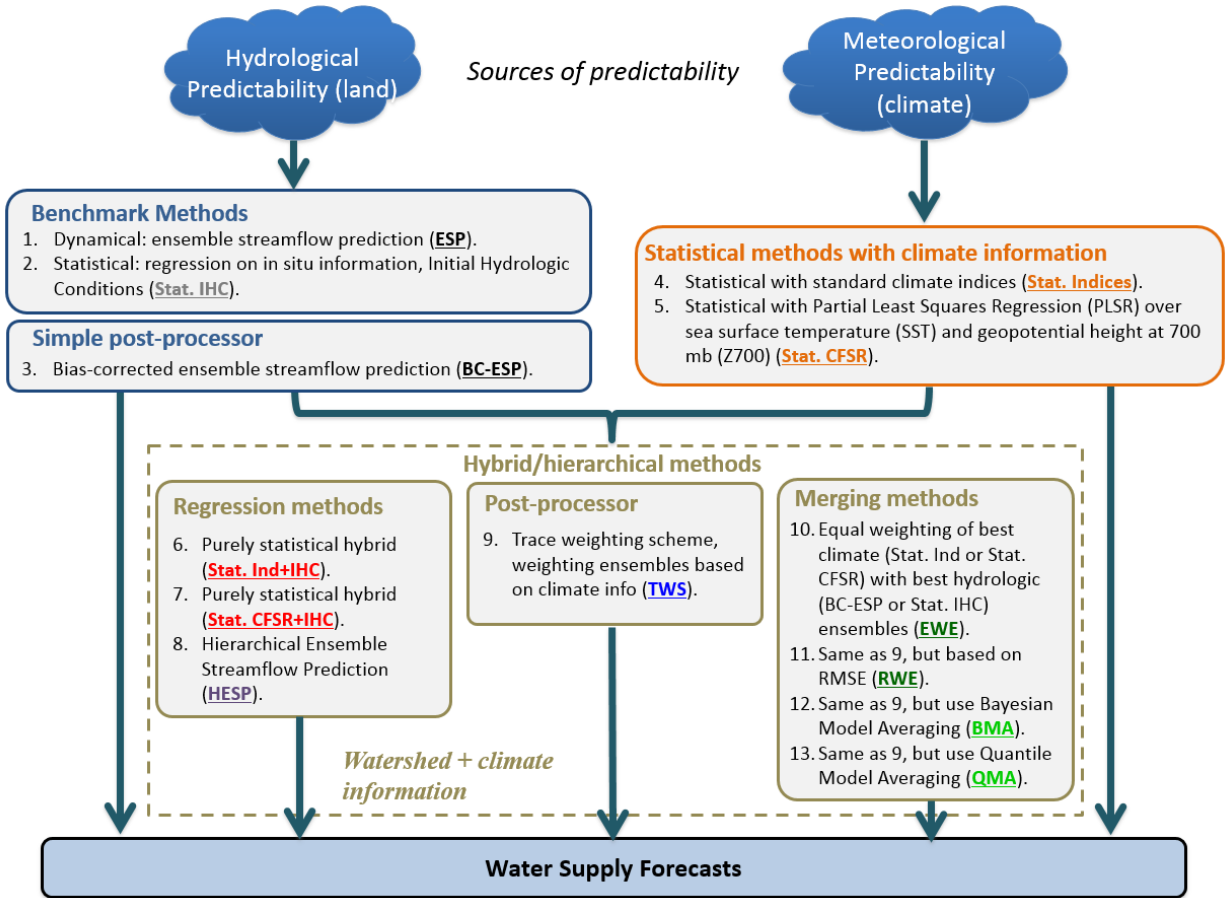 Hydrological
Predictability (land)
Sources of predictability
Meteorological
Predictability
(climate)
Benchmark Methods
1. Dynamical: ensemble streamflow prediction (ESP).
2. Statistical: regression on in situ information, Initial Hydrologic
Conditions (Stat. IHC).
Simple post-processor
3. Bias-corrected ensemble streamflow prediction (BC-ESP).
Statistical methods with climate information
4. Statistical with standard climate indices (Stat. Indices).
5. Statistical with Partial Least Squares Regression (PLSR) over
sea surface temperature (SST) and geopotential height at 700
mb (Z700) (Stat. CFSR).
Hybrid/hierarchical methods
Regression methods
6. Purely statistical hybrid
(Stat. Ind+IHC).
7. Purely statistical hybrid
(Stat. CFSR+IHC).
8. Hierarchical Ensemble
Streamflow Prediction
(HESP).
Post-processor
9. Trace weighting scheme,
weighting ensembles based
on climate info (TWS).
Merging methods
10. Equal weighting of best
climate (Stat. Ind or Stat.
CFSR) with best hydrologic
(BC-ESP or Stat. IHC)
ensembles (EWE).
11. Same as 9, but based on
RMSE (RWE).
12. Same as 9, but use Bayesian
Model Averaging (BMA).
13. Same as 9, but use Quantile
Model Averaging (QMA).
Watershed + climate
information
Water Supply Forecasts